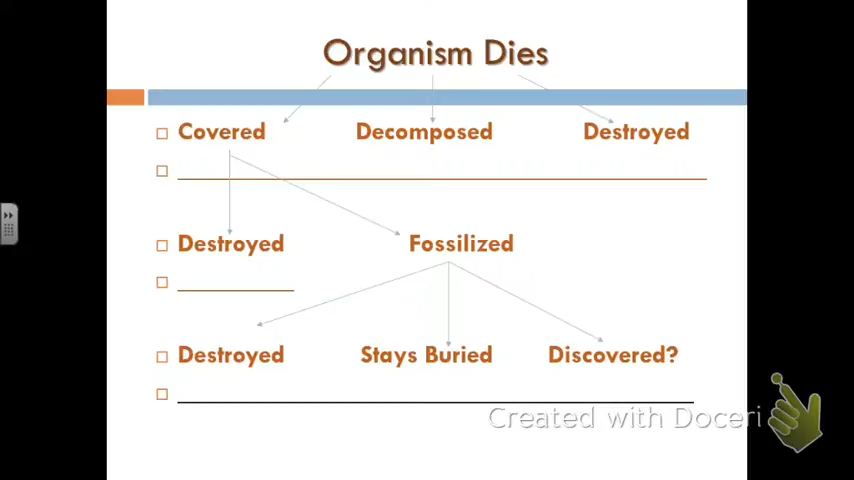 Organism Dies
Covered Decomposed Destroyed
Destroyed Fossilized
Destroyed Stays Buried Discovered?
Created with Doceri